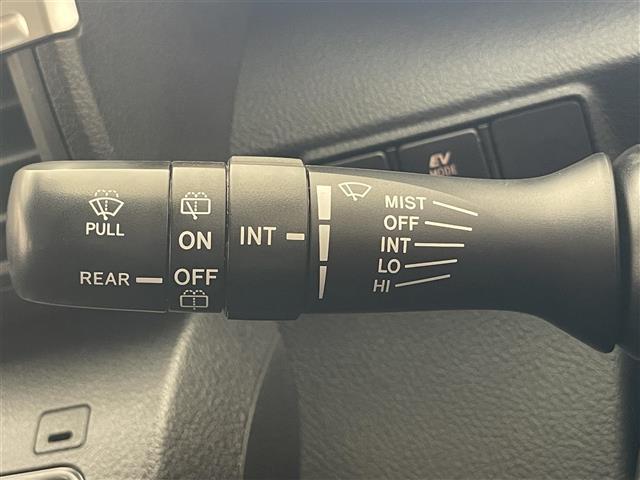 PULL
REAR
ON
OFF
INT
MIST
OFF
INT
LO
HI
EV
MODE